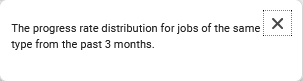 The progress rate distribution for jobs of the same
type from the past 3 months.